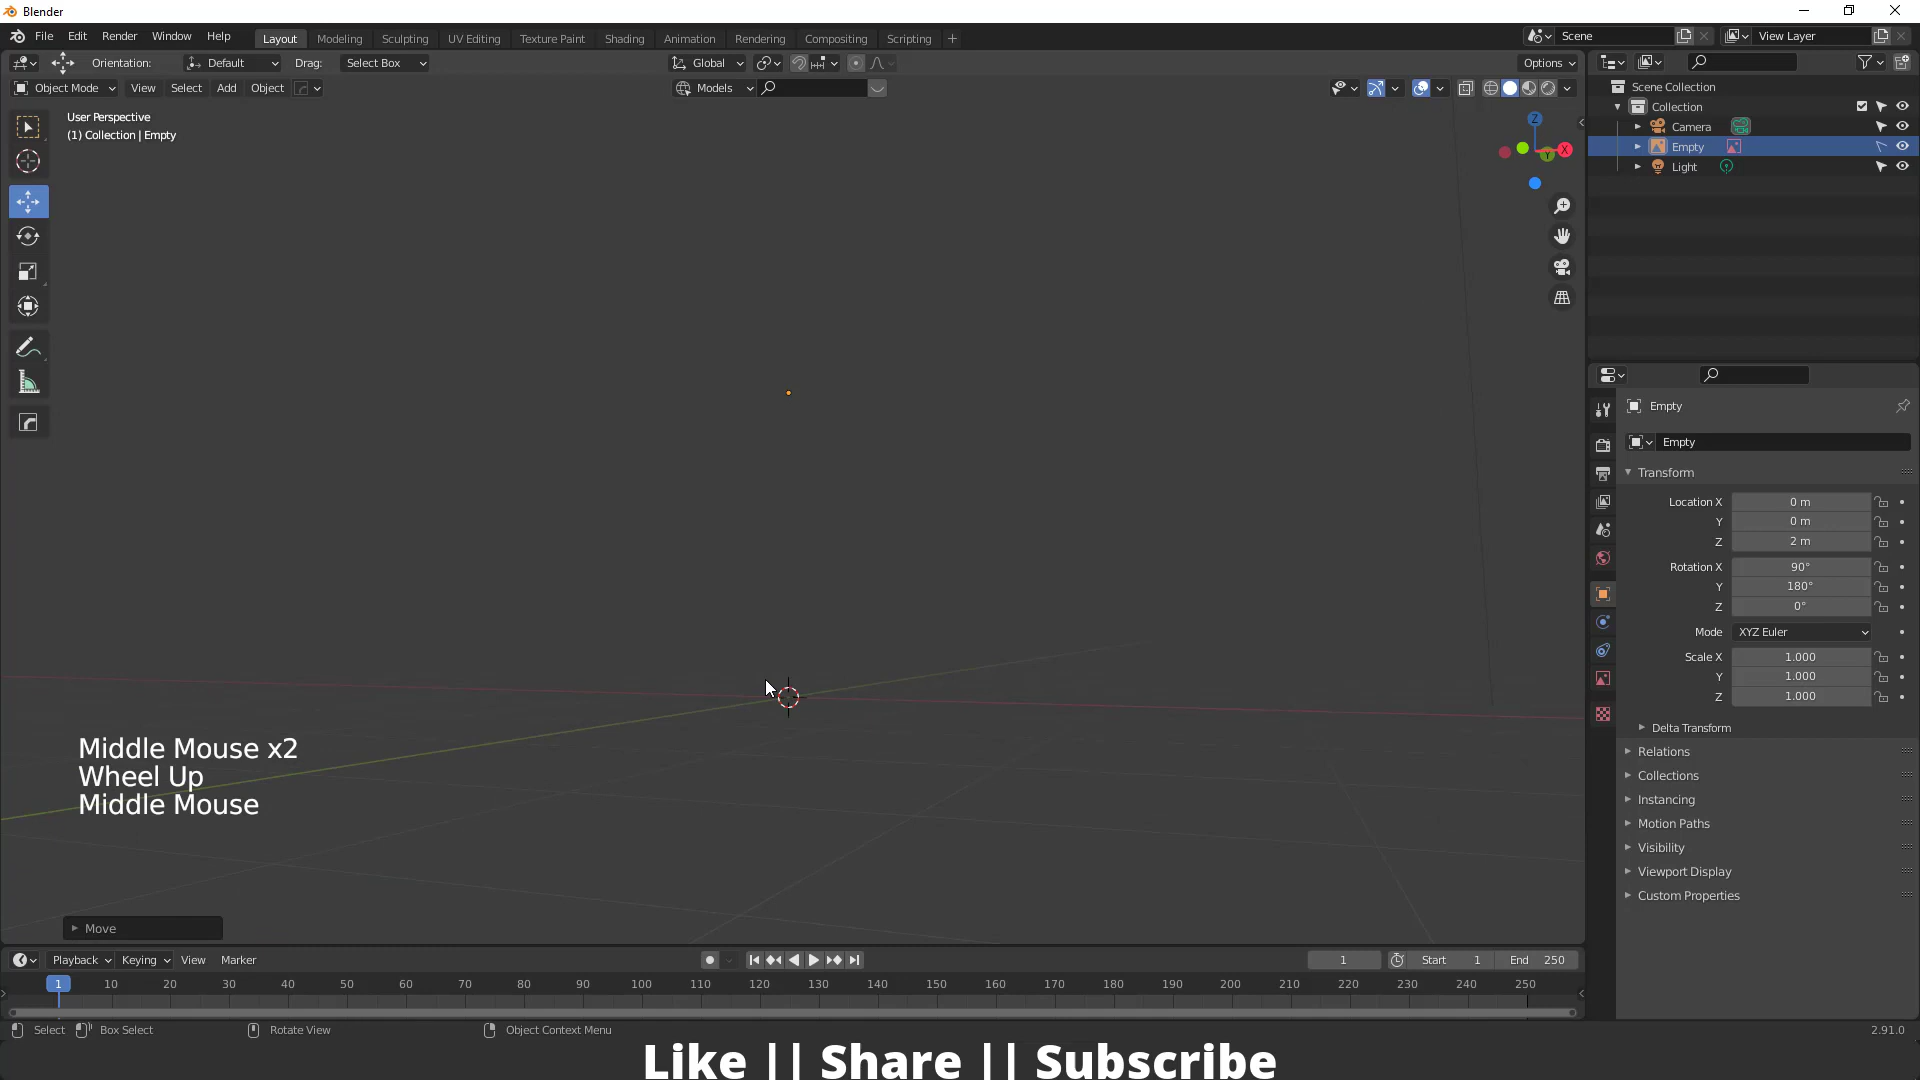 Blender
File Edit Render Window Help Layout Modeling Sculpting UV Editing Texture Paint Shading Animation Rendering Compositing Scripting + Scene View Layer
Orientation: Default Drag: Select Box Global Options
Object Mode View Select Add Object Models
User Perspective
(1) Collection | Empty
Z
X
Y
Scene Collection
Collection
Camera
Empty
Light
Empty
Empty
Transform
Location X 0 m
Y 0 m
Z 2 m
Rotation X 90°
Y 180°
Z 0°
Mode XYZ Euler
Scale X 1.000
Y 1.000
Z 1.000
Delta Transform
Relations
Collections
Instancing
Motion Paths
Visibility
Viewport Display
Custom Properties
Middle Mouse x2
Wheel Up
Middle Mouse
Move
Playback Keying View Marker 1 Start 1 End 250
1 10 20 30 40 50 60 70 80 90 100 110 120 130 140 150 160 170 180 190 200 210 220 230 240 250
Select Box Select Rotate View Object Context Menu 2.91.0
Like || Share || Subscribe